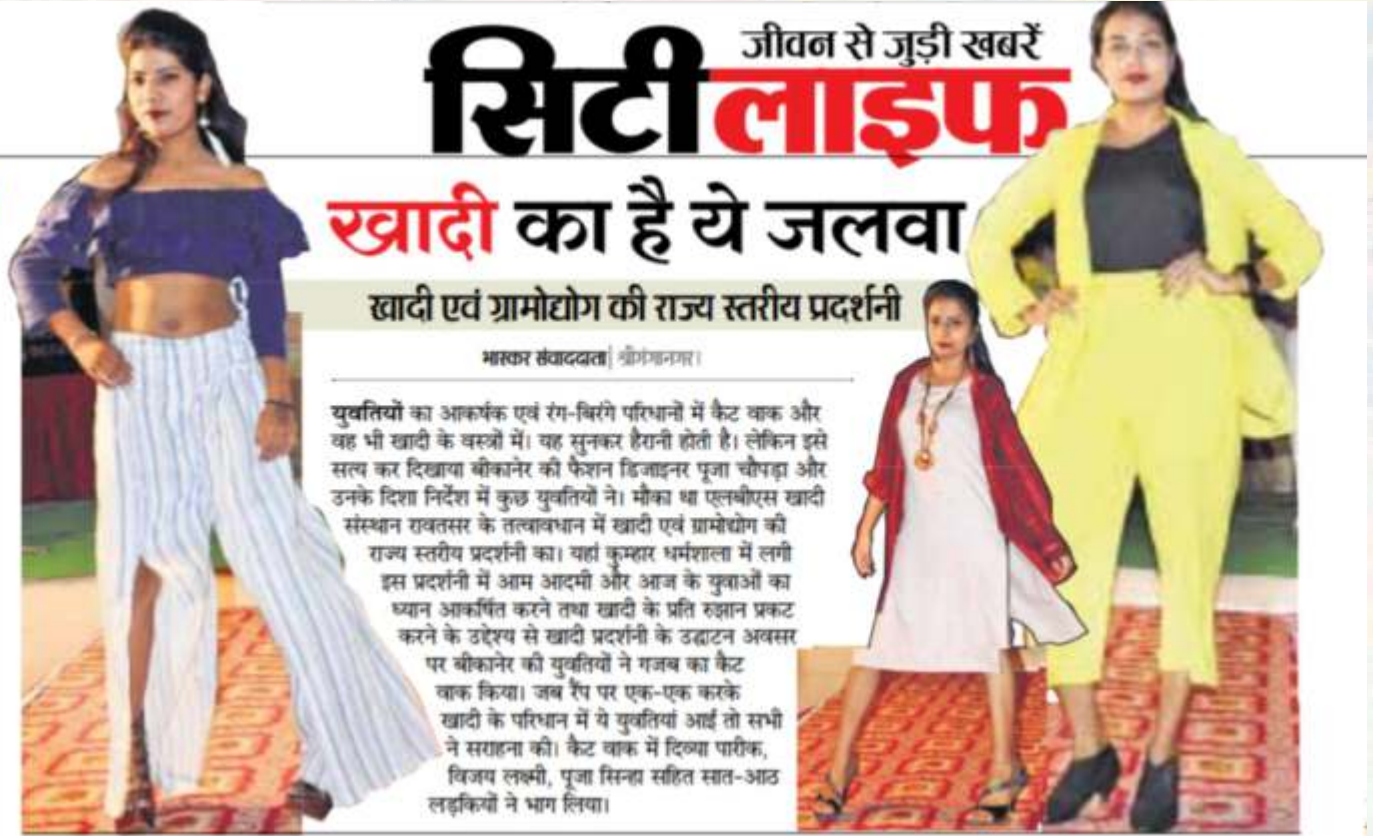 जीवन से जुड़ी खबरें
सिटीलाइफ
खादी का है ये जलवा
खादी एवं ग्रामोद्योग की राज्य स्तरीय प्रदर्शनी
भास्कर संवाददाता| श्रीगंगानगर।
युवतियों का आकर्षक एवं रंग-बिरंगे परिधानों में कैट वाक और
वह भी खादी के वस्त्रों में। यह सुनकर हैरानी होती है। लेकिन इसे
सत्य कर दिखाया बीकानेर की फैशन डिजाइनर पूजा चौपड़ा और
उनके दिशा निर्देश में कुछ युवतियों ने। मौका था एलबीएस खादी
संस्थान रावतसर के तत्वावधान में खादी एवं ग्रामोद्योग की
राज्य स्तरीय प्रदर्शनी का। यहां कुम्हार धर्मशाला में लगी
इस प्रदर्शनी में आम आदमी और आज के युवाओं का
ध्यान आकर्षित करने तथा खादी के प्रति रुझान प्रकट
करने के उद्देश्य से खादी प्रदर्शनी के उद्घाटन अवसर
पर बीकानेर की युवतियों ने गजब का कैट
वाक किया। जब रैंप पर एक-एक करके
खादी के परिधान में ये युवतियां आई तो सभी
ने सराहना की। कैट वाक में दिव्या पारीक,
विजय लक्ष्मी, पूजा सिन्हा सहित सात-आठ
लड़कियों ने भाग लिया।